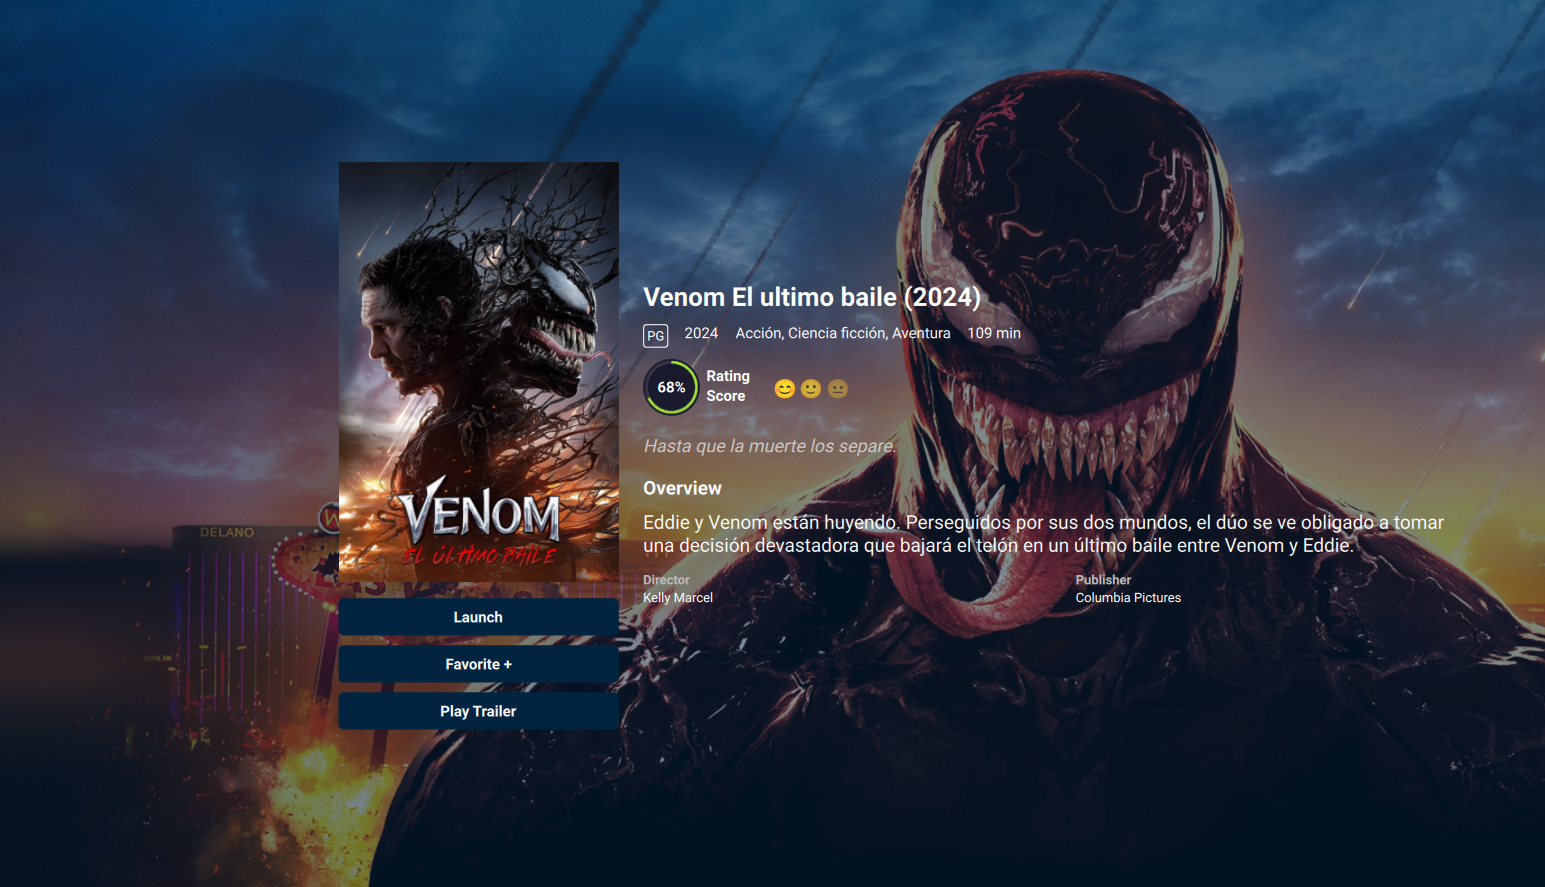 Venom El ultimo baile (2024)
PG 2024 Acción, Ciencia ficción, Aventura 109 min
68% Rating
Score
Hasta que la muerte los separe.
Overview
Eddie y Venom están huyendo. Perseguidos por sus dos mundos, el dúo se ve obligado a tomar
una decisión devastadora que bajará el telón en un último baile entre Venom y Eddie.
Director
Kelly Marcel
Publisher
Columbia Pictures
VENOM
EL ÚLTIMO BAILE
Launch
Favorite +
Play Trailer
DELANO